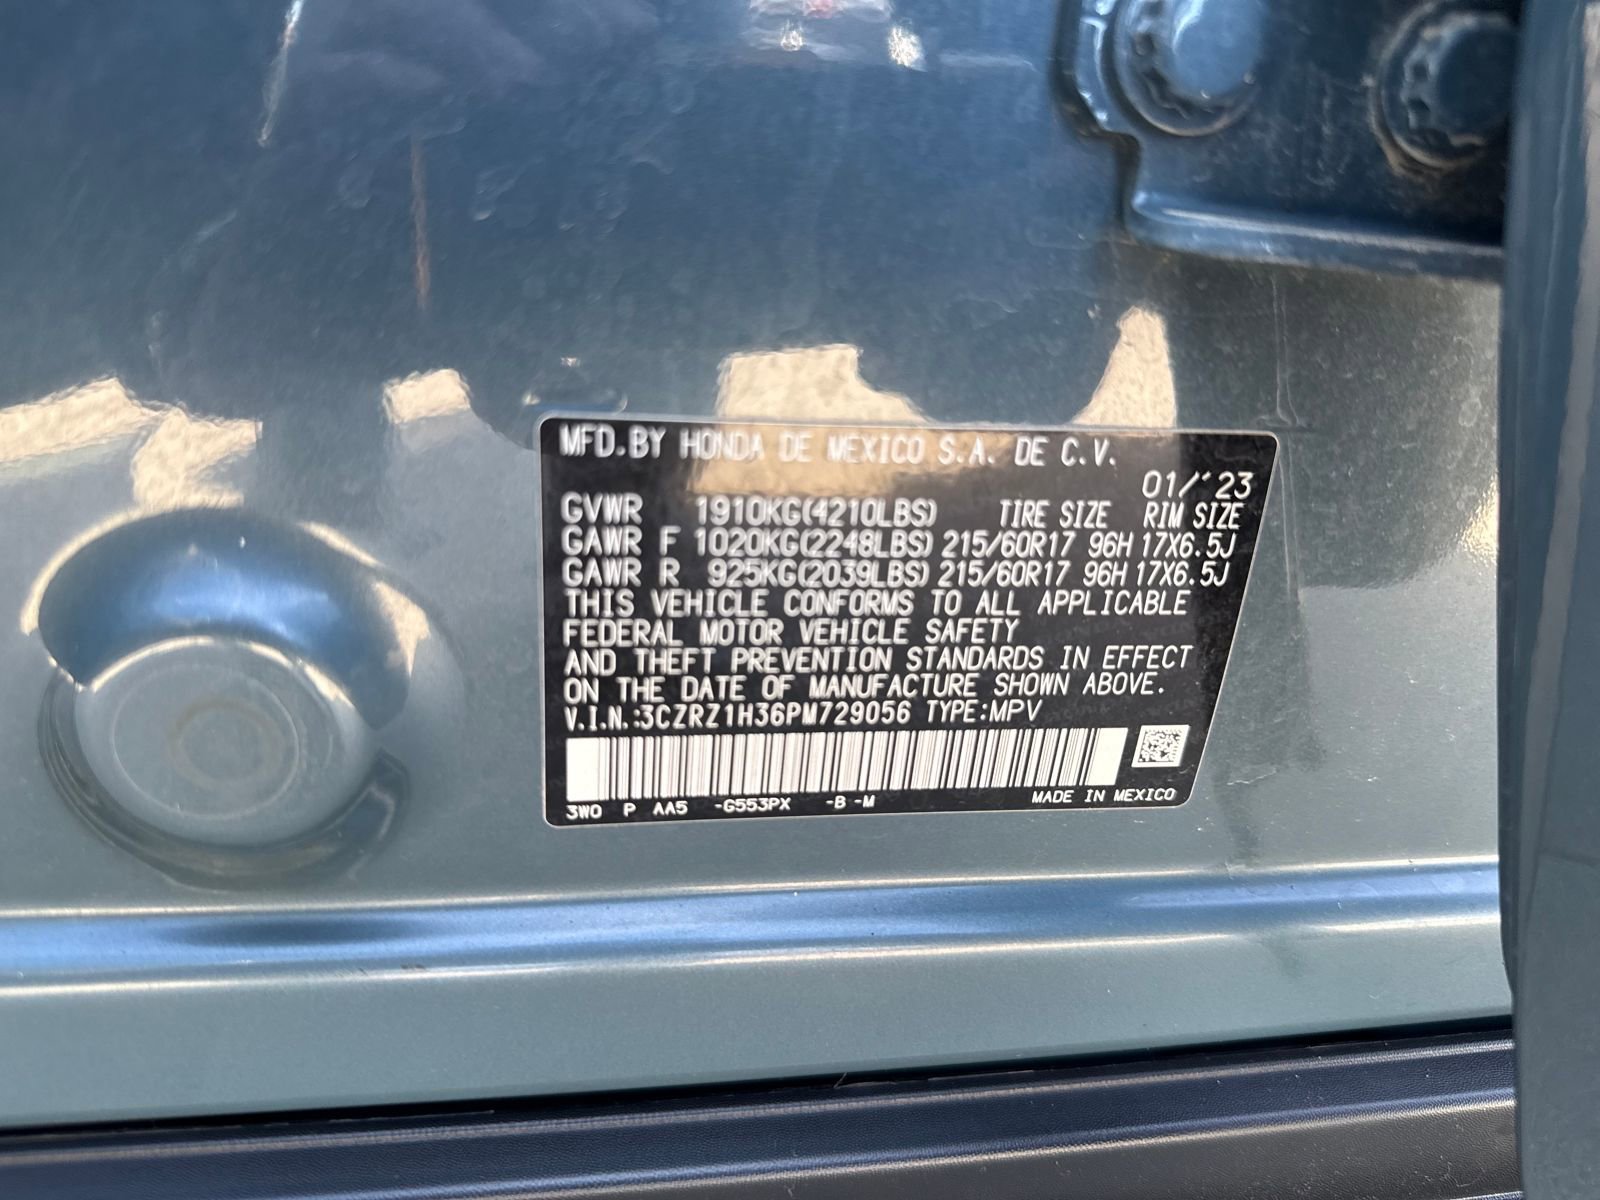 MFD.BY HONDA DE MEXICO S.A. DE C.V.
01/'23
GVWR 1910KG(4210LBS) TIRE SIZE RIM SIZE
GAWR F 1020KG(2248LBS) 215/60R17 96H 17X6.5J
GAWR R 925KG(2039LBS) 215/60R17 96H 17X6.5J
THIS VEHICLE CONFORMS TO ALL APPLICABLE
FEDERAL MOTOR VEHICLE SAFETY
AND THEFT PREVENTION STANDARDS IN EFFECT
ON THE DATE OF MANUFACTURE SHOWN ABOVE.
V.I.N.:3CZRZ1H36PM729056 TYPE:MPV
3W0 P AA5 -G553PX -B -M MADE IN MEXICO